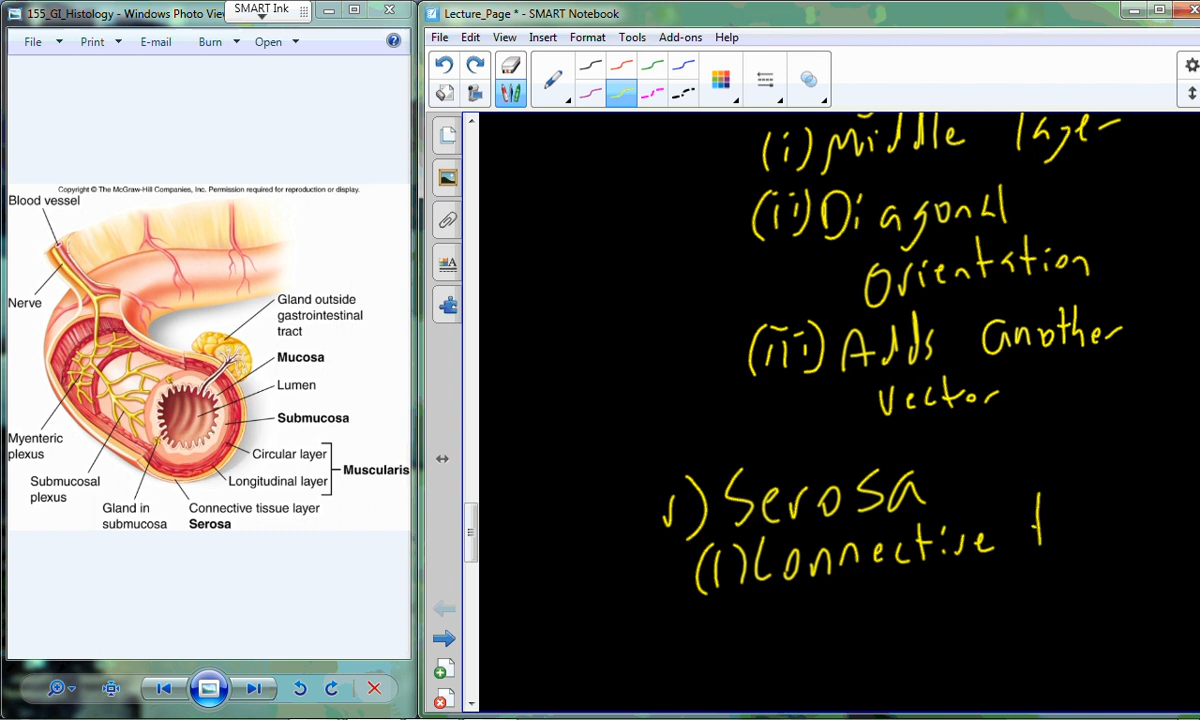 155_GI_Histology - Windows Photo View
SMART Ink
File Print E-mail Burn Open
Copyright © The McGraw-Hill Companies, Inc. Permission required for reproduction or display.
Blood vessel
Nerve
Gland outside
gastrointestinal
tract
Mucosa
Lumen
Submucosa
Circular layer
Muscularis
Longitudinal layer
Myenteric
plexus
Submucosal
plexus
Gland in
submucosa
Connective tissue layer
Serosa
Lecture_Page * - SMART Notebook
File Edit View Insert Format Tools Add-ons Help
(i) Middle layer
(ii) Diagonal
Orientation
(iii) Adds another
vector
Serosa
(1) Connective t